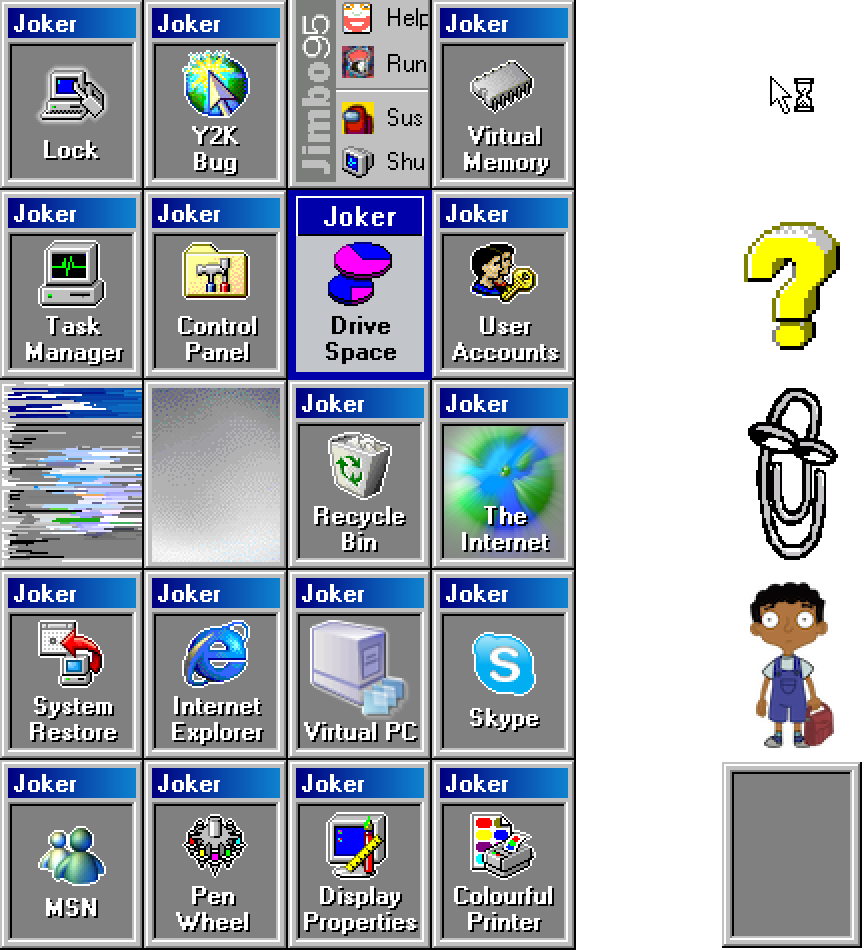 Joker
Lock
Joker
Y2K
Bug
Jimbo95
Help
Run
Sus
Shu
Joker
Virtual
Memory
Joker
Task
Manager
Joker
Control
Panel
Joker
Drive
Space
Joker
User
Accounts
Joker
Recycle
Bin
Joker
The
Internet
Joker
System
Restore
Joker
Internet
Explorer
Joker
Virtual PC
Joker
Skype
Joker
MSN
Joker
Pen
Wheel
Joker
Display
Properties
Joker
Colourful
Printer